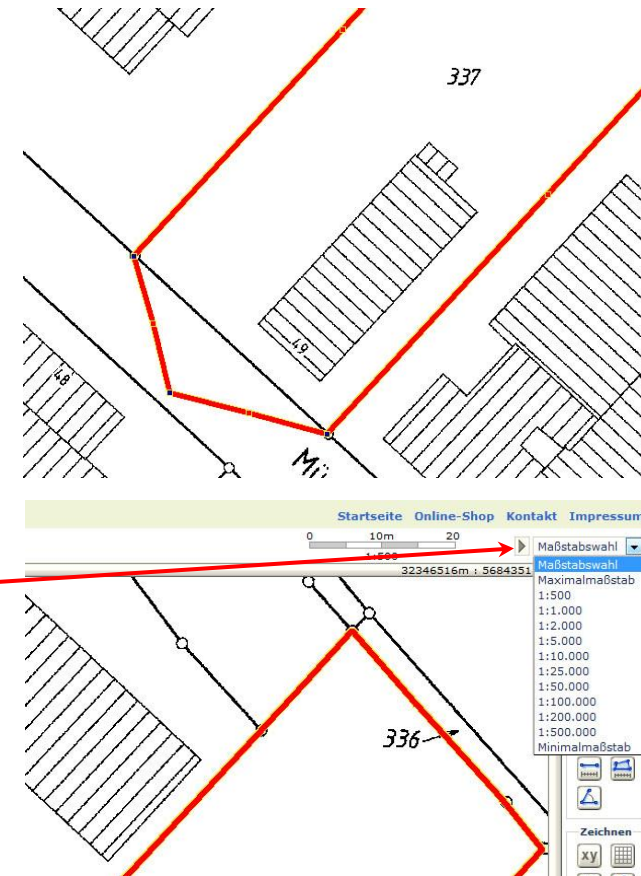 337
49
48
Mü
Startseite Online-Shop Kontakt Impressum
0 10m 20
1:500
Maßstabswahl
32346516m : 5684351
Maßstabswahl
Maximalmaßstab
1:500
1:1.000
1:2.000
1:5.000
1:10.000
1:25.000
1:50.000
1:100.000
1:200.000
1:500.000
Minimalmaßstab
336
Zeichnen
xy